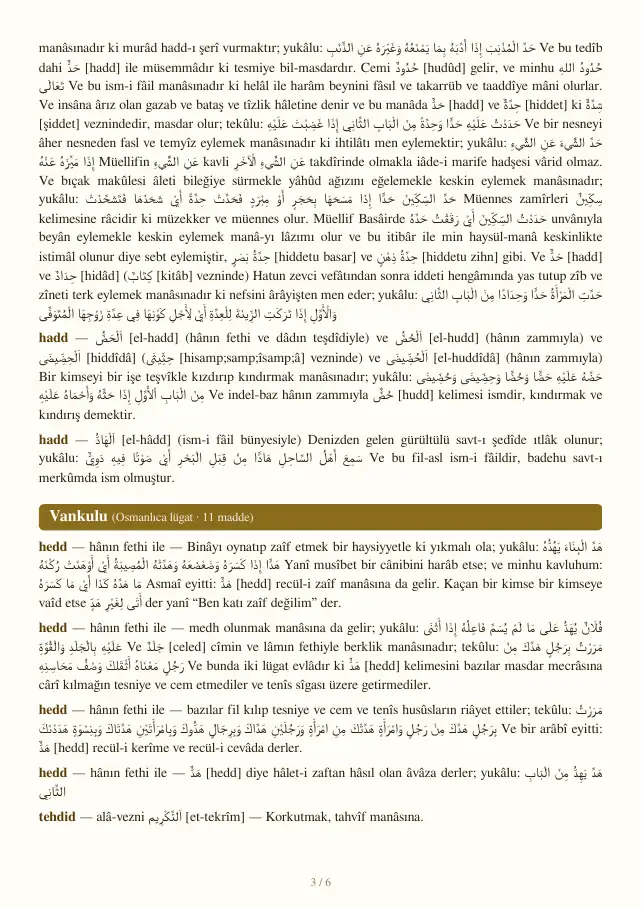 manâsınadır ki murâd hadd-ı şerî vurmaktır; yukâlu: حَدَّ الْمُذْنِبَ إِذَا أَدَّبَهُ بِمَا يَمْنَعُهُ وَغَيْرَهُ عَنِ الذَّنْبِ Ve bu tedîb
dahi حَدٌّ [hadd] ile müsemmâdır ki tesmiye bil-masdardır. Cemi حُدُودٌ [hudûd] gelir, ve minhu حُدُودُ اللهِ
تَعَالَى Ve bu ism-i fâil manâsınadır ki helâl ile harâm beynini fâsıl ve takarrüb ve taaddîye mâni olurlar.
Ve insâna ârız olan gazab ve bataş ve tîzlik hâletine denir ve bu manâda حَدٌّ [hadd] ve حِدَّةٌ [hiddet] ki شِدَّةٌ
[şiddet] veznindedir, masdar olur; tekûlu: حَدَدْتُ عَلَيْهِ حَدًّا وَحِدَّةً مِنَ الْبَابِ الثَّانِي إِذَا غَضِبْتَ عَلَيْهِ Ve bir nesneyi
âher nesneden fasl ve temyîz eylemek manâsınadır ki ihtilâtı men eylemektir; yukâlu: حَدَّ الشَّيْءَ عَنِ الشَّيْءِ
إِذَا مَيَّزَهُ عَنْهُ Müellifin عَنِ الشَّيْءِ kavli عَنِ الشَّيْءِ الْآخَرِ takdîrinde olmakla iâde-i marife hadşesi vârid olmaz.
Ve bıçak makûlesi âleti bileğiye sürmekle yâhûd ağızını eğelemekle keskin eylemek manâsınadır;
yukâlu: حَدَّ السِّكِّينَ حَدًّا إِذَا مَسَحَهَا بِحَجَرٍ أَوْ مِبْرَدٍ فَحَدَّتْ حِدَّةً أَيْ شَحَذَهَا فَتَشَحَّذَتْ Müennes zamîrleri سِكِّينٌ
kelimesine râcidir ki müzekker ve müennes olur. Müellif Basâirde حَدَدْتُ السِّكِّينَ أَيْ رَقَّقْتُ حَدَّهُ unvânıyla
beyân eylemekle keskin eylemek manâ-yı lâzımı olur ve bu itibâr ile min haysül-manâ keskinlikte
istimâl olunur diye sebt eylemiştir, حِدَّةُ بَصَرٍ [hiddetu basar] ve حِدَّةُ ذِهْنٍ [hiddetu zihn] gibi. Ve حَدٌّ [hadd]
ve حِدَادٌ [hidâd] (كِتَابٌ [kitâb] vezninde) Hatun zevci vefâtından sonra iddeti hengâmında yas tutup zîb ve
zîneti terk eylemek manâsınadır ki nefsini ârâyişten men eder; yukâlu: حَدَّتِ الْمَرْأَةُ حَدًّا وَحِدَادًا مِنَ الْبَابِ الثَّانِي
وَالْأَوَّلِ إِذَا تَرَكَتِ الزِّينَةَ لِلْعِدَّةِ أَيْ لِأَجْلِ كَوْنِهَا فِي عِدَّةِ زَوْجِهَا الْمُتَوَفَّى
hadd — اَلْحَضُّ [el-hadd] (hânın fethi ve dâdın teşdîdiyle) ve اَلْحُضُّ [el-hudd] (hânın zammıyla) ve
اَلْحِضِّيضَى [hiddîdâ] (حِثِّيثَى [hisamp;samp;îsamp;â] vezninde) ve اَلْحُضِّيضَى [el-huddîdâ] (hânın zammıyla)
Bir kimseyi bir işe teşvîkle kızdırıp kındırmak manâsınadır; yukâlu: حَضَّهُ عَلَيْهِ حَضًّا وَحُضًّا وَحِضِّيضَى وَحُضِّيضَى
مِنَ الْبَابِ الْأَوَّلِ إِذَا حَثَّهُ وَأَحْمَاهُ عَلَيْهِ Ve indel-baz hânın zammıyla حُضٌّ [hudd] kelimesi ismdir, kındırmak ve
kındırış demektir.
hadd — اَلْهَادُّ [el-hâdd] (ism-i fâil bünyesiyle) Denizden gelen gürültülü savt-ı şedîde ıtlâk olunur;
yukâlu: سَمِعَ أَهْلُ السَّاحِلِ هَادًّا مِنْ قِبَلِ الْبَحْرِ أَيْ صَوْتًا فِيهِ دَوِيٌّ Ve bu fil-asl ism-i fâildir, badehu savt-ı
merkûmda ism olmuştur.
Vankulu (Osmanlıca lügat · 11 madde)
hedd — hânın fethi ile — Binâyı oynatıp zaîf etmek bir haysiyyetle ki yıkmalı ola; yukâlu: هَدَّ الْبِنَاءَ يَهُدُّهُ
هَدًّا إِذَا كَسَرَهُ وَضَعْضَعَهُ وَهَدَّتْهُ الْمُصِيبَةُ أَيْ أَوْهَنَتْ رُكْنَهُ Yanî musîbet bir cânibini harâb etse; ve minhu kavluhum:
مَا هَدَّهُ كَذَا أَيْ مَا كَسَرَهُ Asmaî eyitti: هَدٌّ [hedd] recül-i zaîf manâsına da gelir. Kaçan bir kimse bir kimseye
vaîd etse أَنَّى لِغَيْرِ هَدٍّ der yanî “Ben katı zaîf değilim” der.
hedd — hânın fethi ile — medh olunmak manâsına da gelir; yukâlu: فُلَانٌ يُهَدُّ عَلَى مَا لَمْ يُسَمَّ فَاعِلُهُ إِذَا أُثْنَى
عَلَيْهِ بِالْجَلَدِ وَالْقُوَّةِ Ve جَلَدٌ [celed] cîmin ve lâmın fethiyle berklik manâsınadır; tekûlu: مَرَرْتُ بِرَجُلٍ هَدَّكَ مِنْ
رَجُلٍ مَعْنَاهُ أَثْقَلَكَ وَصْفُ مَحَاسِنِهِ Ve bunda iki lügat evlâdır ki هَدَّ [hedd] kelimesini bazılar masdar mecrâsına
cârî kılmağın tesniye ve cem etmediler ve tenîs sîgası üzere getirmediler.
hedd — hânın fethi ile — bazılar fil kılıp tesniye ve cem ve tenîs husûsların riâyet ettiler; tekûlu: مَرَرْتُ
بِرَجُلٍ هَدَّكَ مِنْ رَجُلٍ وَامْرَأَةٍ هَدَّتْكَ مِنِ امْرَأَةٍ وَرَجُلَيْنِ هَدَّاكَ وَبِرِجَالٍ هَدُّوكَ وَبِامْرَأَتَيْنِ هَدَّتَاكَ وَبِنِسْوَةٍ هَدَدْنَكَ Ve bir arâbî eyitti:
هَدٌّ [hedd] recül-i kerîme ve recül-i cevâda derler.
hedd — hânın fethi ile — هَدٌّ [hedd] diye hâlet-i zaftan hâsıl olan âvâza derler; yukâlu: هَدَّ يَهِدُّ مِنَ الْبَابِ
الثَّانِي
tehdid — alâ-vezni اَلتَّكْرِيمِ [et-tekrîm] — Korkutmak, tahvîf manâsına.
3 / 6